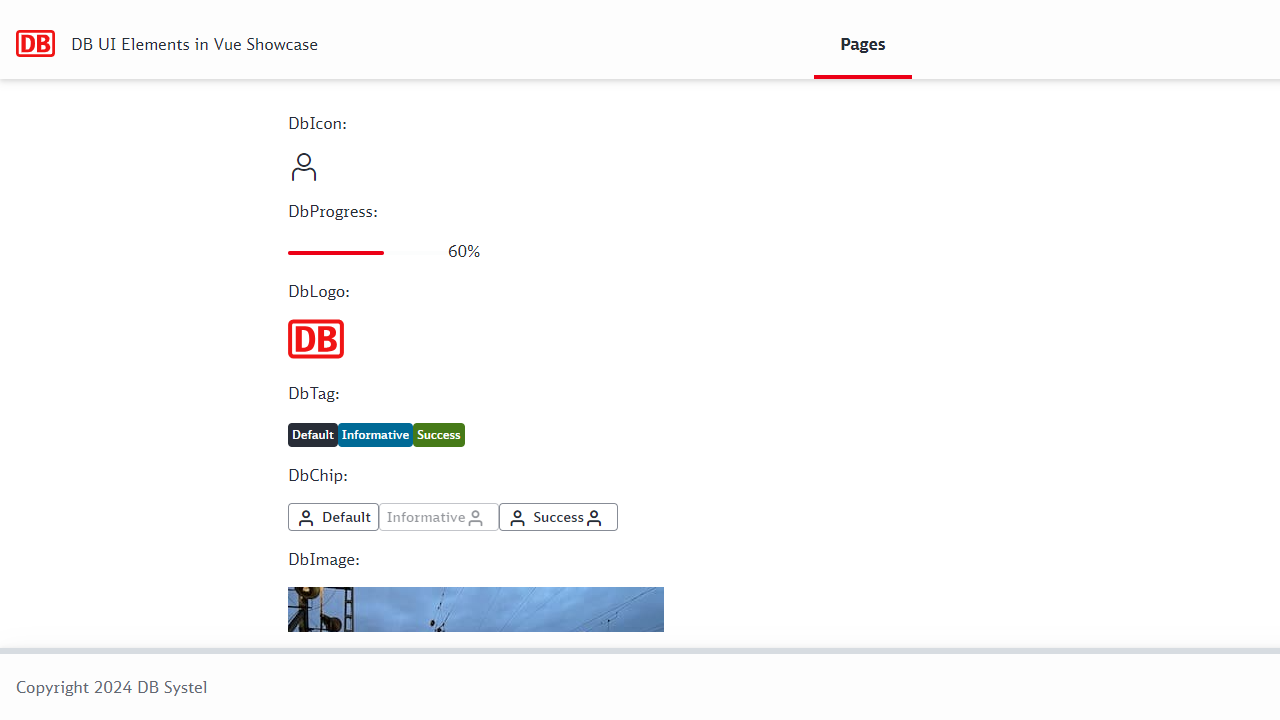 DB DB UI Elements in Vue Showcase Pages
DbIcon:
DbProgress:
60%
DbLogo:
DB
DbTag:
Default Informative Success
DbChip:
Default Informative Success
DbImage:
Copyright 2024 DB Systel